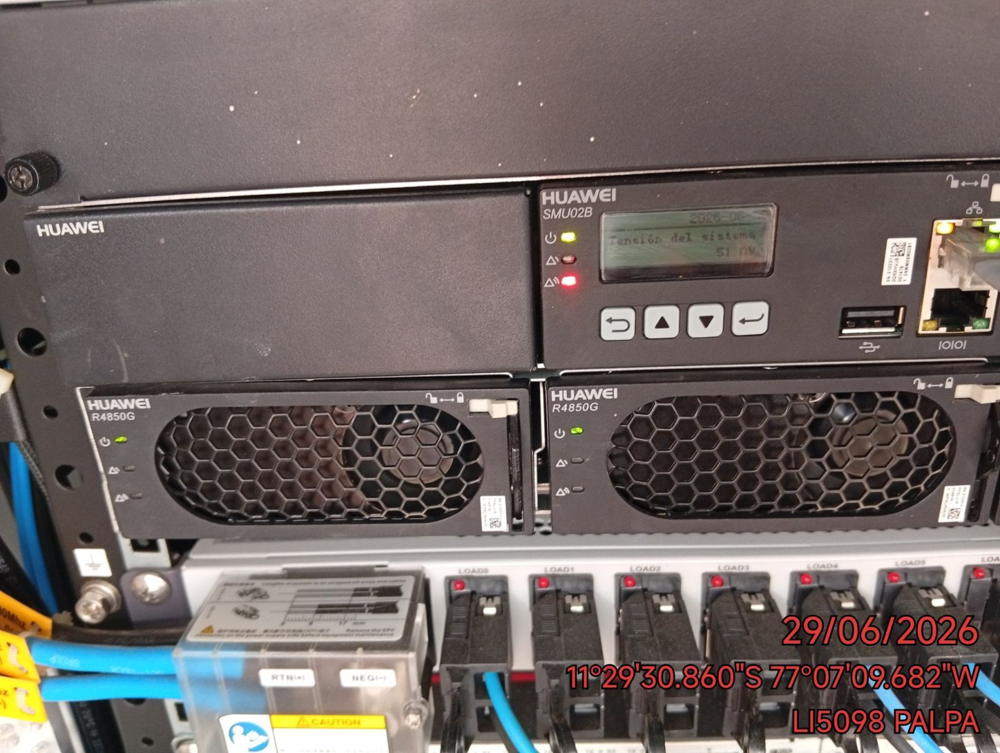 HUAWEI
HUAWEI
SMU02B
2026-06-
Tensión del sistema
51.0V
IOIOI
HUAWEI
R4850G
HUAWEI
R4850G
LOAD0
LOAD1
LOAD2
LOAD3
LOAD4
LOAD5
RTN(+)
NEG(-)
CAUTION
29/06/2026
11°29'30.860"S 77°07'09.682"W
LI5098 PALPA